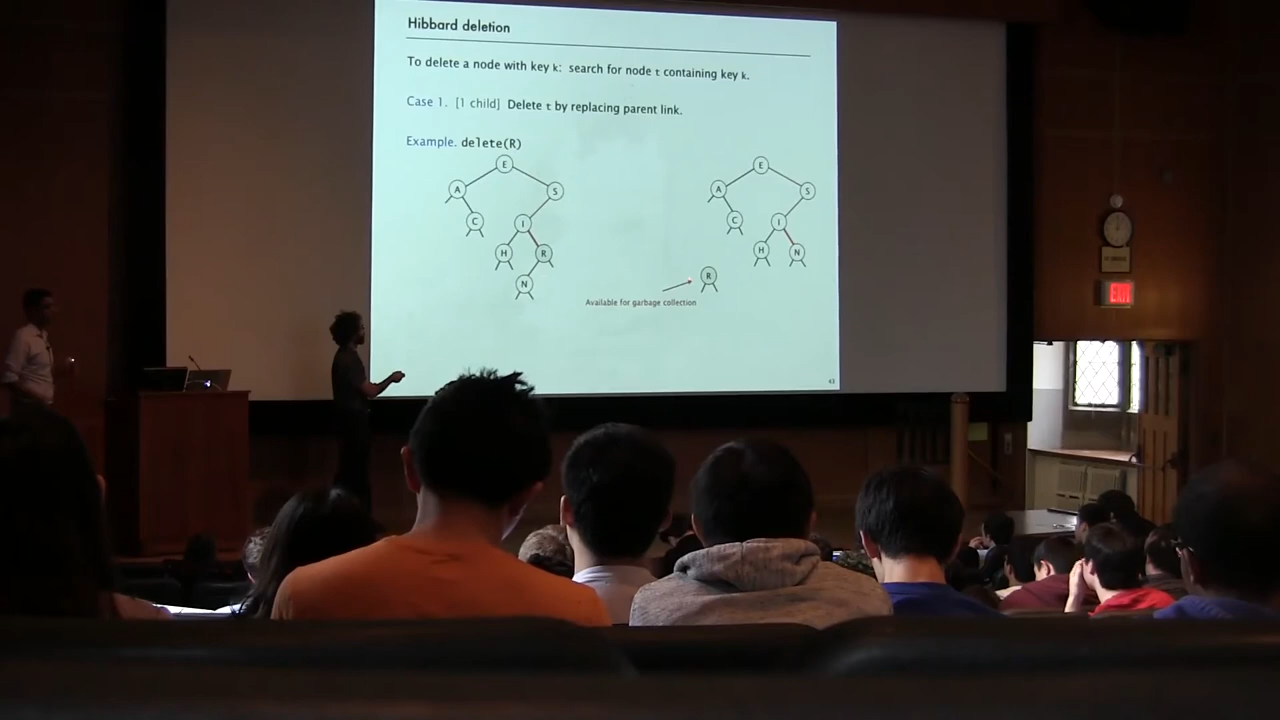 Hibbard deletion
To delete a node with key k: search for node t containing key k.
Case 1. [1 child] Delete t by replacing parent link.
Example. delete(R)
E
A
S
C
I
H
R
N
E
A
S
C
I
H
N
R
Available for garbage collection
43
EXIT